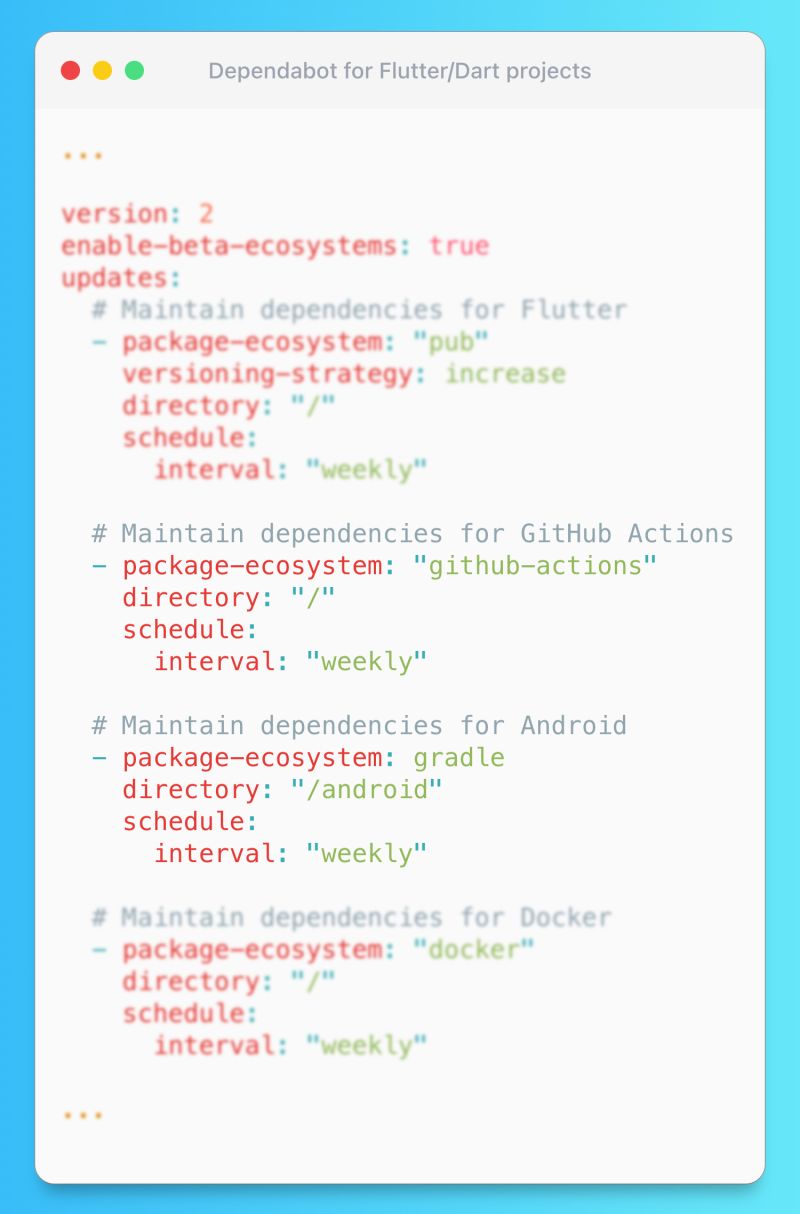 Dependabot for Flutter/Dart projects
...
version: 2
enable-beta-ecosystems: true
updates:
  # Maintain dependencies for Flutter
  - package-ecosystem: "pub"
    versioning-strategy: increase
    directory: "/"
    schedule:
      interval: "weekly"

  # Maintain dependencies for GitHub Actions
  - package-ecosystem: "github-actions"
    directory: "/"
    schedule:
      interval: "weekly"

  # Maintain dependencies for Android
  - package-ecosystem: gradle
    directory: "/android"
    schedule:
      interval: "weekly"

  # Maintain dependencies for Docker
  - package-ecosystem: "docker"
    directory: "/"
    schedule:
      interval: "weekly"

...